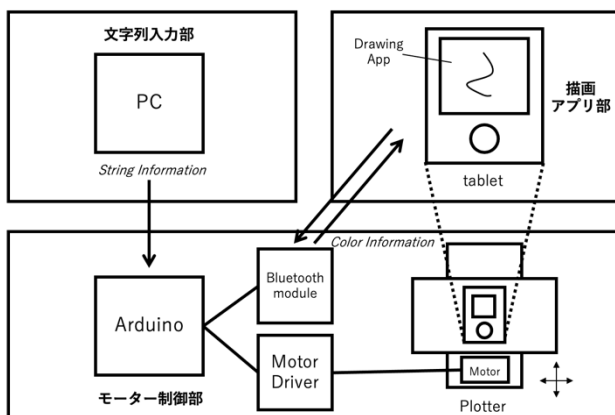 文字列入力部
PC
String Information
Drawing
App
描画
アプリ部
tablet
Color Information
Bluetooth
module
Arduino
Motor
Driver
モーター制御部
Motor
Plotter